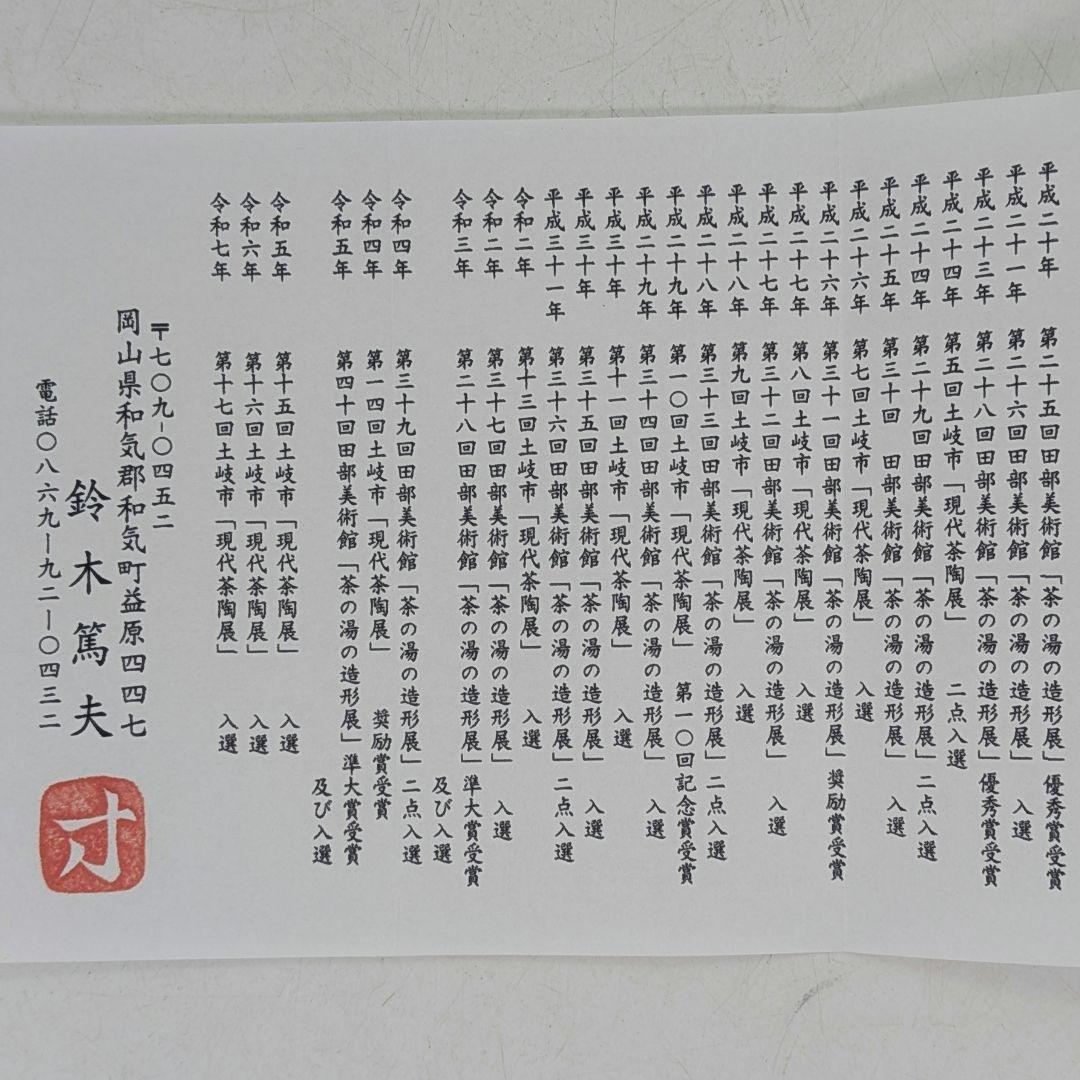 平成二十年 第二十五回田部美術館「茶の湯の造形展」優秀賞受賞
平成二十一年 第二十六回田部美術館「茶の湯の造形展」 入選
平成二十三年 第二十八回田部美術館「茶の湯の造形展」優秀賞受賞
平成二十四年 第五回土岐市「現代茶陶展」 二点入選
平成二十四年 第二十九回田部美術館「茶の湯の造形展」二点入選
平成二十五年 第三十回 田部美術館「茶の湯の造形展」 入選
平成二十六年 第七回土岐市「現代茶陶展」 入選
平成二十六年 第三十一回田部美術館「茶の湯の造形展」奨励賞受賞
平成二十七年 第八回土岐市「現代茶陶展」 入選
平成二十七年 第三十二回田部美術館「茶の湯の造形展」 入選
平成二十八年 第九回土岐市「現代茶陶展」 入選
平成二十八年 第三十三回田部美術館「茶の湯の造形展」二点入選
平成二十九年 第一〇回土岐市「現代茶陶展」 第一〇回記念賞受賞
平成二十九年 第三十四回田部美術館「茶の湯の造形展」 入選
平成三十年 第十一回土岐市「現代茶陶展」 入選
平成三十年 第三十五回田部美術館「茶の湯の造形展」 入選
平成三十一年 第三十六回田部美術館「茶の湯の造形展」二点入選
令和二年 第十三回土岐市「現代茶陶展」 入選
令和二年 第三十七回田部美術館「茶の湯の造形展」 入選
令和三年 第二十八回田部美術館「茶の湯の造形展」準大賞受賞
及び入選
令和四年 第三十九回田部美術館「茶の湯の造形展」二点入選
令和四年 第一四回土岐市「現代茶陶展」 奨励賞受賞
令和五年 第四十回田部美術館「茶の湯の造形展」準大賞受賞
及び入選
令和五年 第十五回土岐市「現代茶陶展」 入選
令和六年 第十六回土岐市「現代茶陶展」 入選
令和七年 第十七回土岐市「現代茶陶展」 入選
〒七〇九-〇四五二
岡山県和気郡和気町益原四四七
鈴木篤夫
電話〇八六九ー九二ー〇四三二